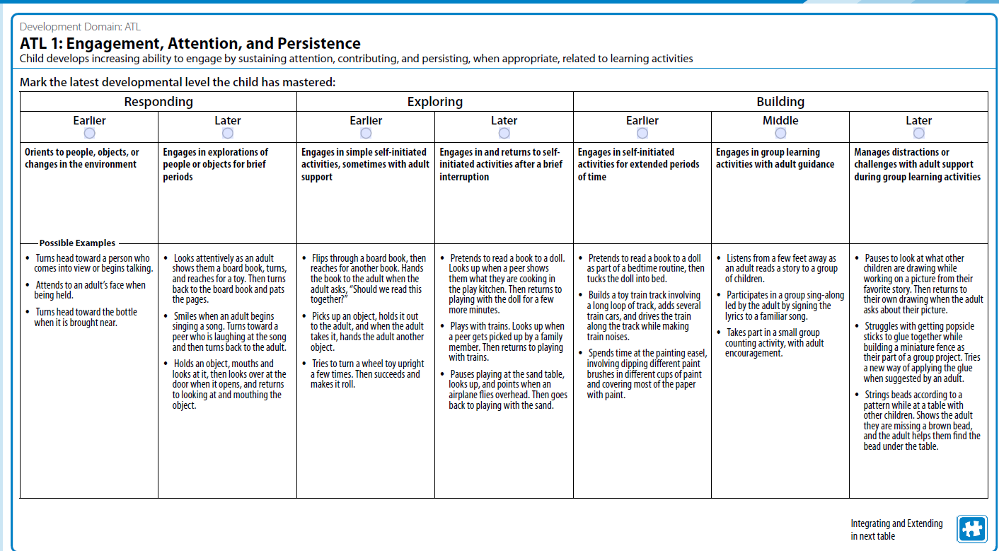 Development Domain: ATL
ATL 1: Engagement, Attention, and Persistence
Child develops increasing ability to engage by sustaining attention, contributing, and persisting, when appropriate, related to learning activities
Mark the latest developmental level the child has mastered:
Responding
Exploring
Building
Earlier
Later
Earlier
Later
Earlier
Middle
Later
Orients to people, objects, or
changes in the environment
Engages in explorations of
people or objects for brief
periods
Engages in simple self-initiated
activities, sometimes with adult
support
Engages in and returns to self-
initiated activities after a brief
interruption
Engages in self-initiated
activities for extended periods
of time
Engages in group learning
activities with adult guidance
Manages distractions or
challenges with adult support
during group learning activities
Possible Examples
• Turns head toward a person who
comes into view or begins talking.
• Attends to an adult’s face when
being held.
• Turns head toward the bottle
when it is brought near.
• Looks attentively as an adult
shows them a board book, turns,
and reaches for a toy. Then turns
back to the board book and pats
the pages.
• Smiles when an adult begins
singing a song. Turns toward a
peer who is laughing at the song
and then turns back to the adult.
• Holds an object, mouths and
looks at it, then looks over at the
door when it opens, and returns
to looking at and mouthing the
object.
• Flips through a board book, then
reaches for another book. Hands
the book to the adult when the
adult asks, “Should we read this
together?”
• Picks up an object, holds it out
to the adult, and when the adult
takes it, hands the adult another
object.
• Tries to turn a wheel toy upright
a few times. Then succeeds and
makes it roll.
• Pretends to read a book to a doll.
Looks up when a peer shows
them what they are cooking in
the play kitchen. Then returns to
playing with the doll for a few
more minutes.
• Plays with trains. Looks up when
a peer gets picked up by a family
member. Then returns to playing
with trains.
• Pauses playing at the sand table,
looks up, and points when an
airplane flies overhead. Then goes
back to playing with the sand.
• Pretends to read a book to a doll
as part of a bedtime routine, then
tucks the doll into bed.
• Builds a toy train track involving
a long loop of track, adds several
train cars, and drives the train
along the track while making
train noises.
• Spends time at the painting easel,
involving dipping different paint
brushes in different cups of paint
and covering most of the paper
with paint.
• Listens from a few feet away as
an adult reads a story to a group
of children.
• Participates in a group sing-along
led by the adult by signing the
lyrics to a familiar song.
• Takes part in a small group
counting activity, with adult
encouragement.
• Pauses to look at what other
children are drawing while
working on a picture from their
favorite story. Then returns to
their own drawing when the adult
asks about their picture.
• Struggles with getting popsicle
sticks to glue together while
building a miniature fence as
their part of a group project. Tries
a new way of applying the glue
when suggested by an adult.
• Strings beads according to a
pattern while at a table with
other children. Shows the adult
they are missing a brown bead,
and the adult helps them find the
bead under the table.
Integrating and Extending
in next table